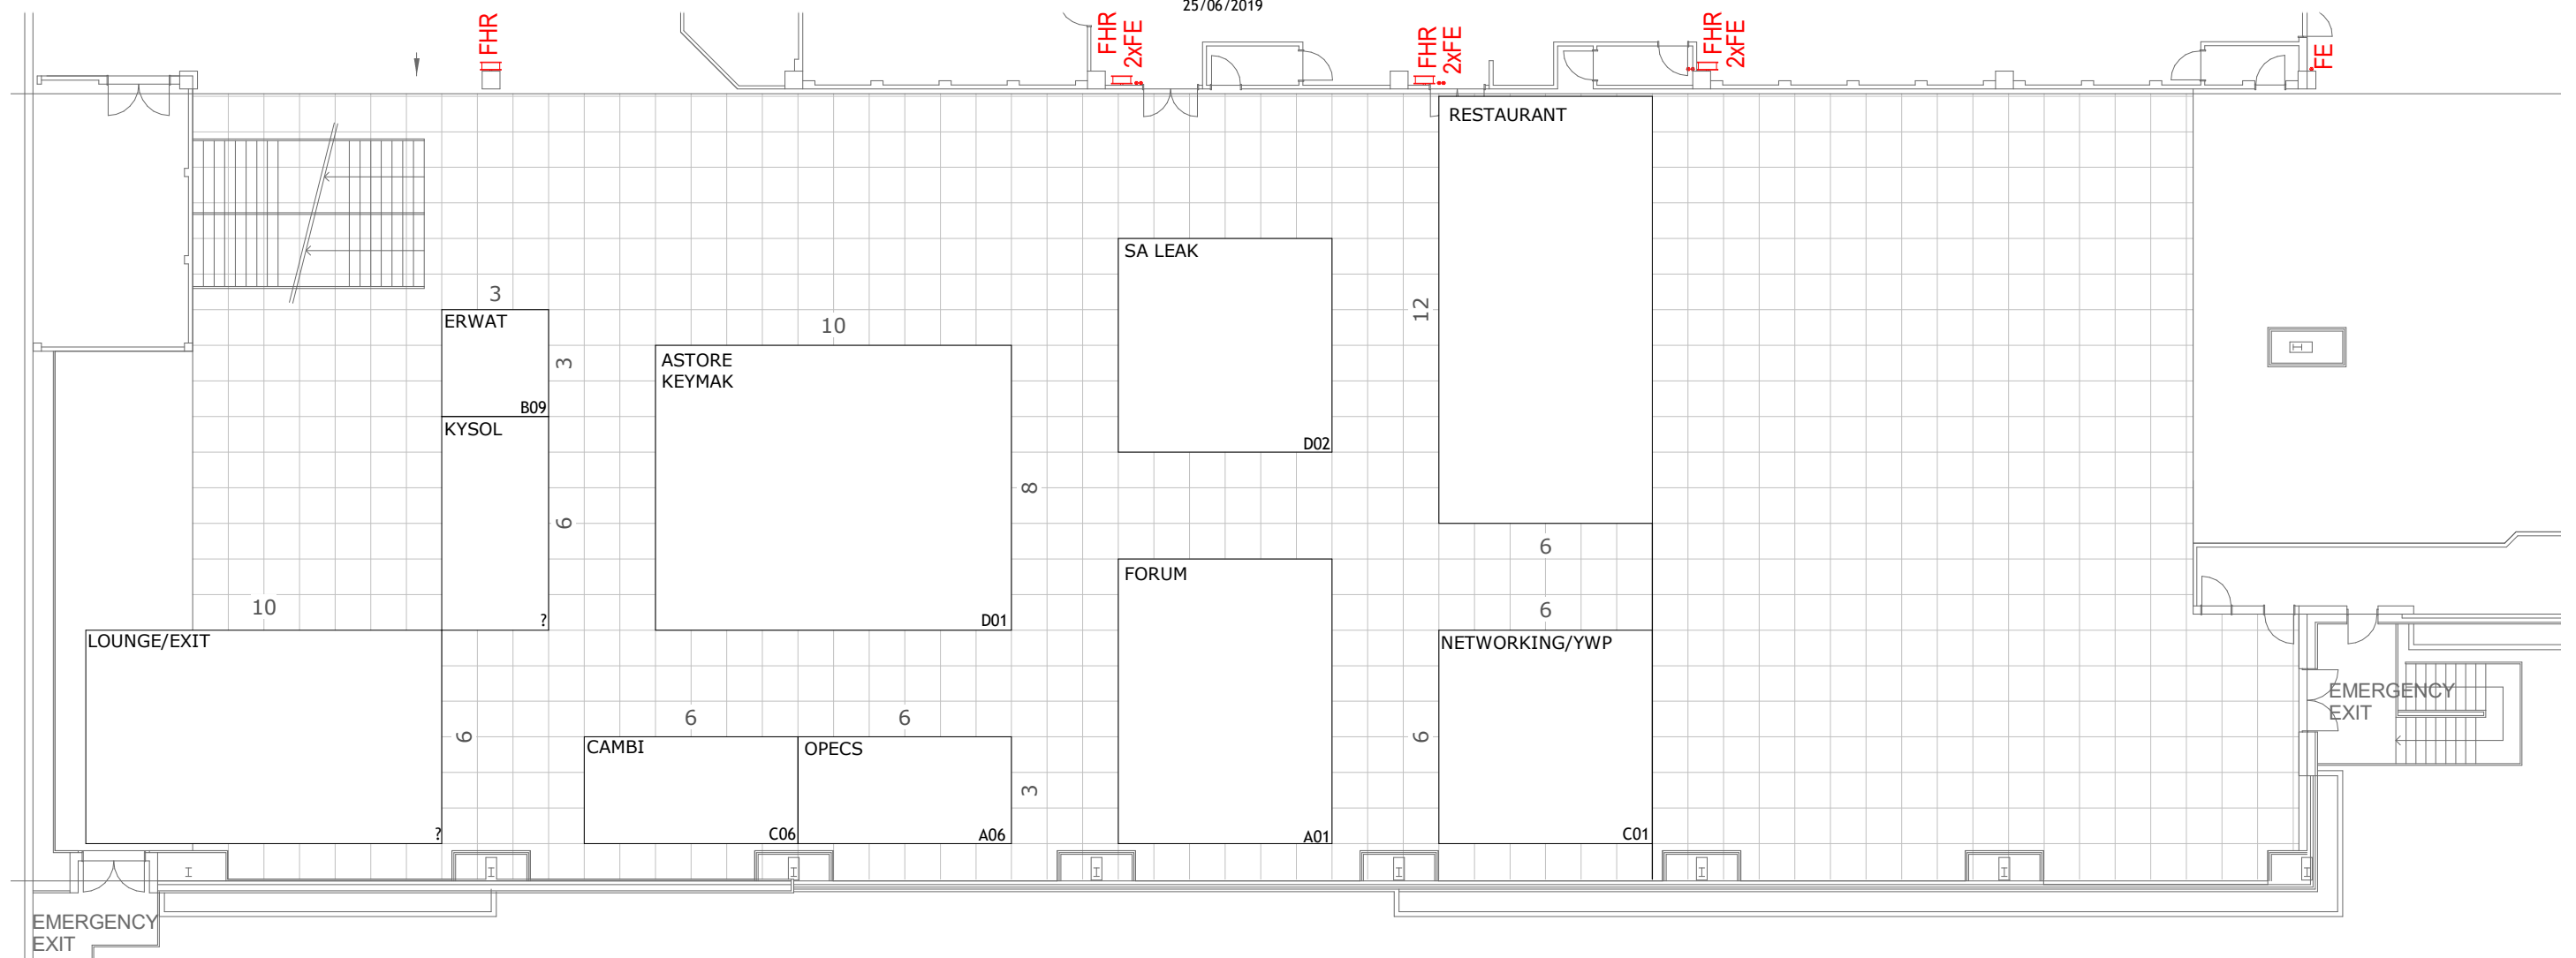 25/06/2019
FHR
FHR
2xFE
FHR
2xFE
FHR
2xFE
FE
RESTAURANT
SA LEAK
3
12
ERWAT
10
3
ASTORE
KEYMAK
B09
KYSOL
D02
8
6
6
FORUM
10
6
?
D01
LOUNGE/EXIT
NETWORKING/YWP
EMERGENCY
EXIT
6
6
6
6
CAMBI
OPECS
3
?
C06
A06
A01
C01
EMERGENCY
EXIT